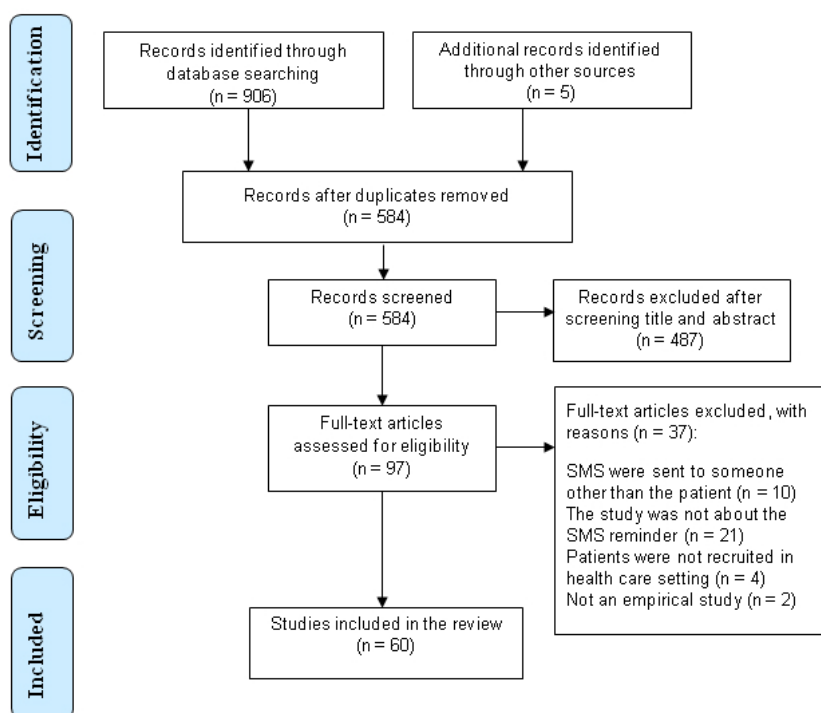 Identification
Records identified through
database searching
(n = 906)
Additional records identified
through other sources
(n = 5)
Records after duplicates removed
(n = 584)
Screening
Records screened
(n = 584)
Records excluded after
screening title and abstract
(n = 487)
Eligibility
Full-text articles
assessed for eligibility
(n = 97)
Full-text articles excluded, with
reasons (n = 37):
SMS were sent to someone
other than the patient (n = 10)
The study was not about the
SMS reminder (n = 21)
Patients were not recruited in
health care setting (n = 4)
Not an empirical study (n = 2)
Included
Studies included in the review
(n = 60)